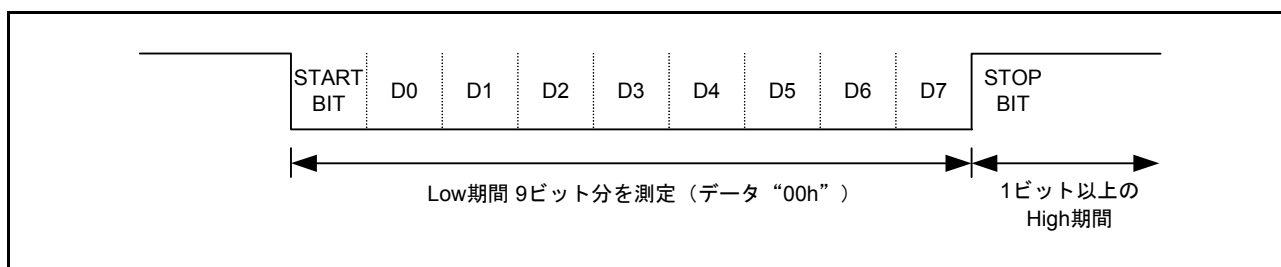 START
BIT
D0
D1
D2
D3
D4
D5
D6
D7
STOP
BIT
Low期間 9ビット分を測定（データ“00h”）
1ビット以上の
High期間